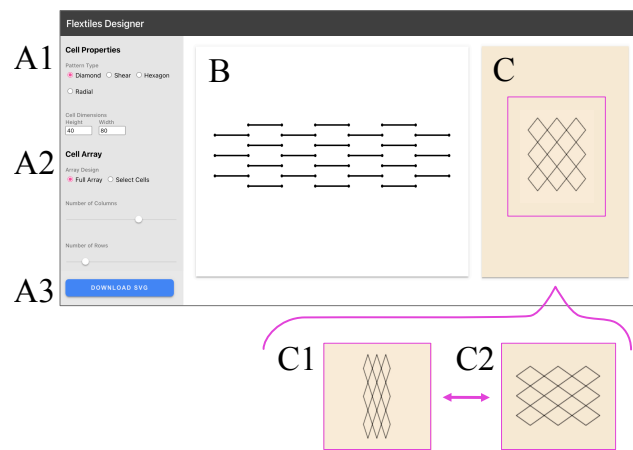 Flextiles Designer
A1
Cell Properties
Pattern Type
Diamond Shear Hexagon
Radial
Cell Dimensions
Height Width
40 80
A2
Cell Array
Array Design
Full Array Select Cells
Number of Columns
Number of Rows
A3
DOWNLOAD SVG
B
C
C1
C2